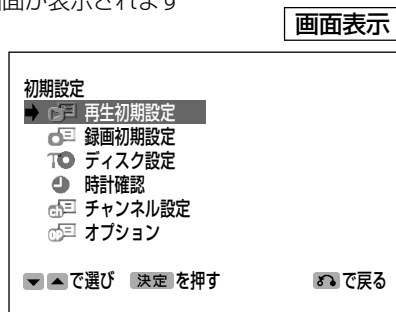 画面が表示されます
画面表示
初期設定
再生初期設定
録画初期設定
ディスク設定
時計確認
チャンネル設定
オプション
▼▲で選び 決定を押す で戻る